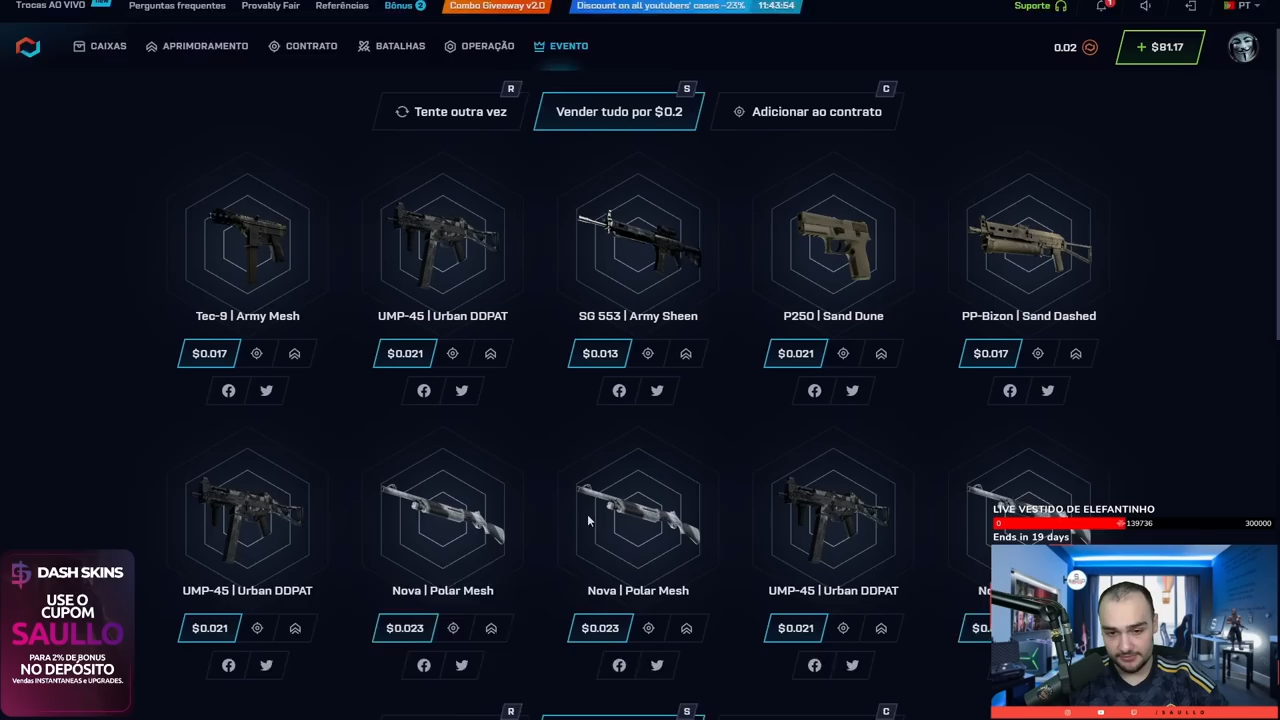 Trocas AO VIVO
Perguntas frequentes
Provably Fair
Referências
Bônus 2
Combo Giveaway v2.0
Discount on all youtubers' cases -23% 11:43:54
Suporte
1
PT
CAIXAS
APRIMORAMENTO
CONTRATO
BATALHAS
OPERAÇÃO
EVENTO
0.02
+ $81.17
R
S
C
Tente outra vez
Vender tudo por $0.2
Adicionar ao contrato
Tec-9 | Army Mesh
UMP-45 | Urban DDPAT
SG 553 | Army Sheen
P250 | Sand Dune
PP-Bizon | Sand Dashed
$0.017
$0.021
$0.013
$0.021
$0.017
UMP-45 | Urban DDPAT
Nova | Polar Mesh
Nova | Polar Mesh
UMP-45 | Urban DDPAT
$0.021
$0.023
$0.023
$0.021
R
S
C
LIVE VESTIDO DE ELEFANTINHO
0
139736
300000
Ends in 19 days
DASH SKINS
USE O
CUPOM
SAULLO
PARA 2% DE BONUS
NO DEPÓSITO
Vendas INSTANTANEAS e UPGRADES.
/SAULLO